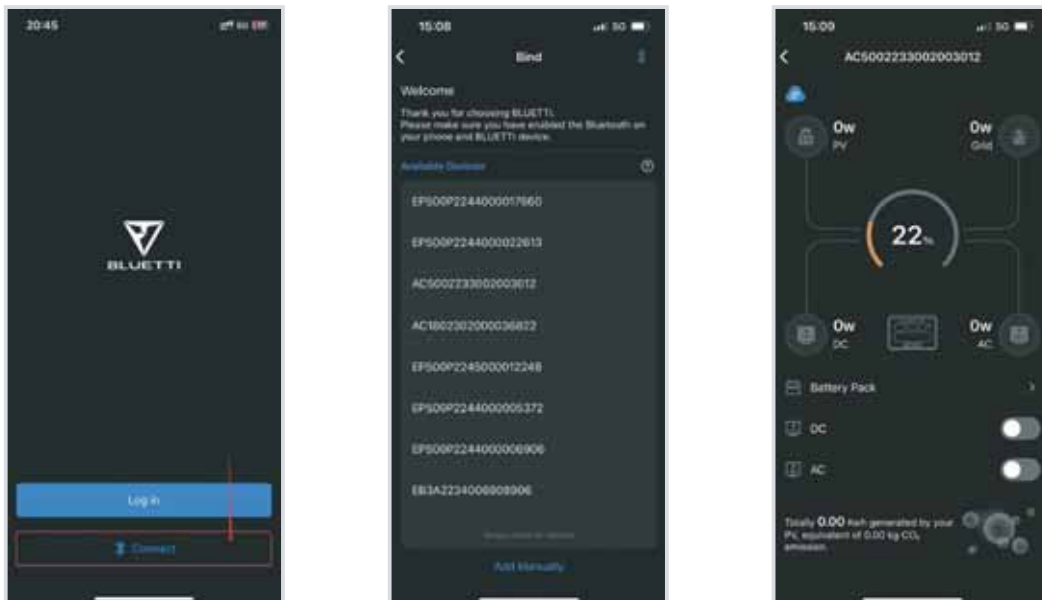 20:45
BLUETTI
Log in
Connect
15:08
5G
Bind
Welcome
Thank you for choosing BLUETTI.
Please make sure you have enabled the Bluetooth on
your phone and BLUETTI device.
Available Devices
EP500P2244000017660
EP500P2244000022613
AC5002233002003012
AC1802302000036822
EP500P2245000012248
EP500P2244000005372
EP500P2244000006906
EB3A2234006909906
Add Manually
15:09
5G
AC5002233002003012
0w
PV
0w
Grid
22%
0w
DC
0w
AC
Battery Pack
DC
AC
Totally 0.00 kwh generated by your
PV, equivalent of 0.00 kg CO₂
emission.